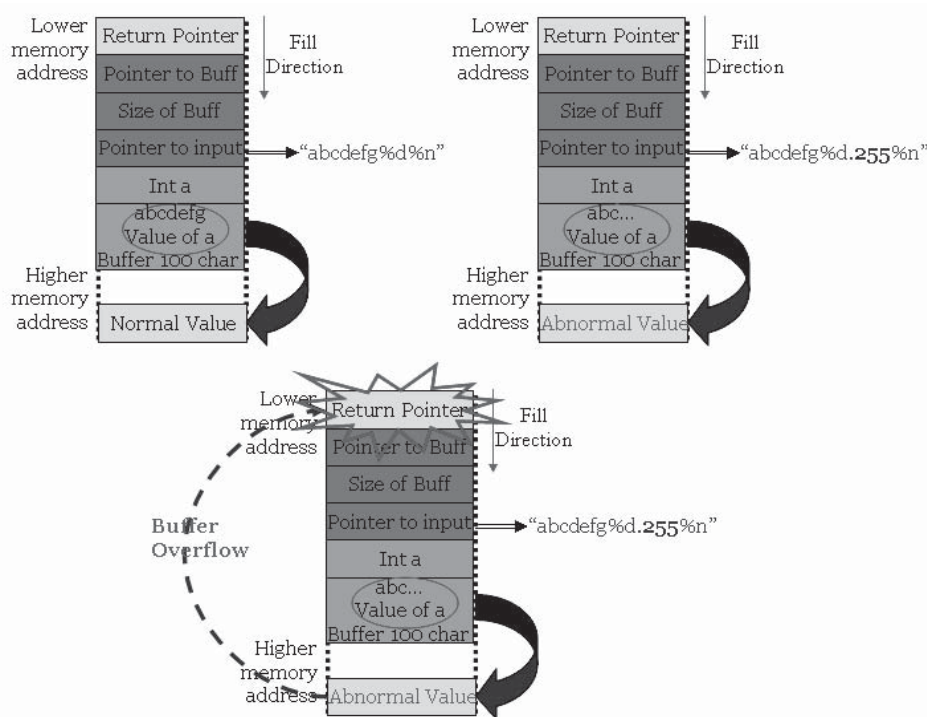 Lower
memory
address
Return Pointer
Pointer to Buff
Size of Buff
Pointer to input
Int a
abcdefg
Value of a
Buffer 100 char
Fill
Direction
“abcdefg%d%n”
Higher
memory
address
Normal Value
Lower
memory
address
Return Pointer
Pointer to Buff
Size of Buff
Pointer to input
Int a
abc...
Value of a
Buffer 100 char
Fill
Direction
“abcdefg%d.255%n”
Higher
memory
address
Abnormal Value
Lower
memory
address
Return Pointer
Pointer to Buff
Size of Buff
Pointer to input
Int a
abc...
Value of a
Buffer 100 char
Fill
Direction
“abcdefg%d.255%n”
Buffer
Overflow
Higher
memory
address
Abnormal Value